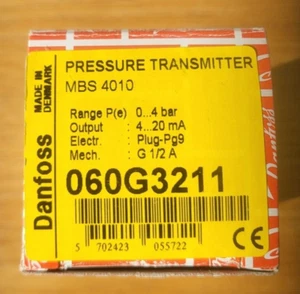 Danfoss
MADE IN
DENMARK
PRESSURE TRANSMITTER
MBS 4010
Range P(e) 0...4 bar
Output : 4...20 mA
Electr. : Plug-Pg9
Mech. : G 1/2 A
060G3211
5 702423 055722
CE
Danfoss